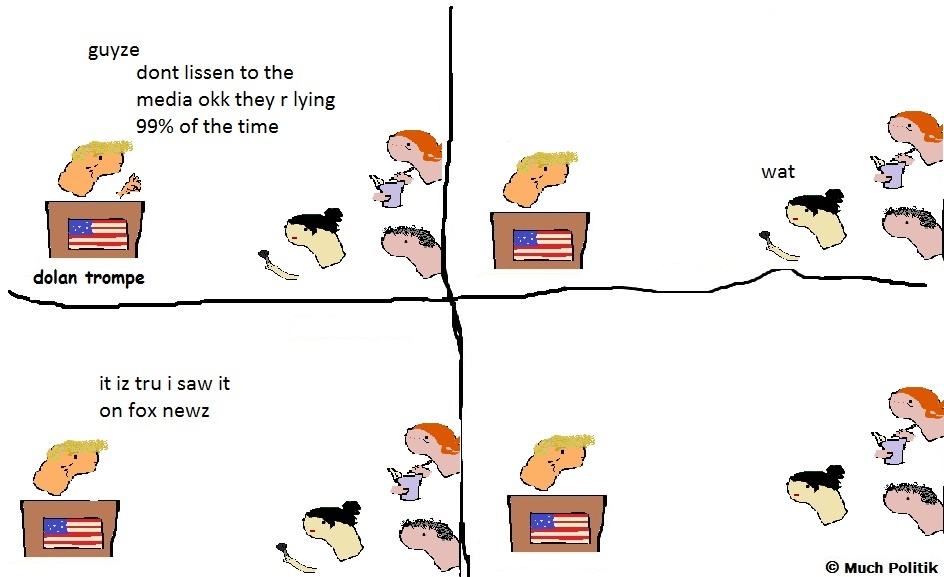 guyze
dont lissen to the
media okk they r lying
99% of the time
dolan trompe
wat
it iz tru i saw it
on fox newz
© Much Politik